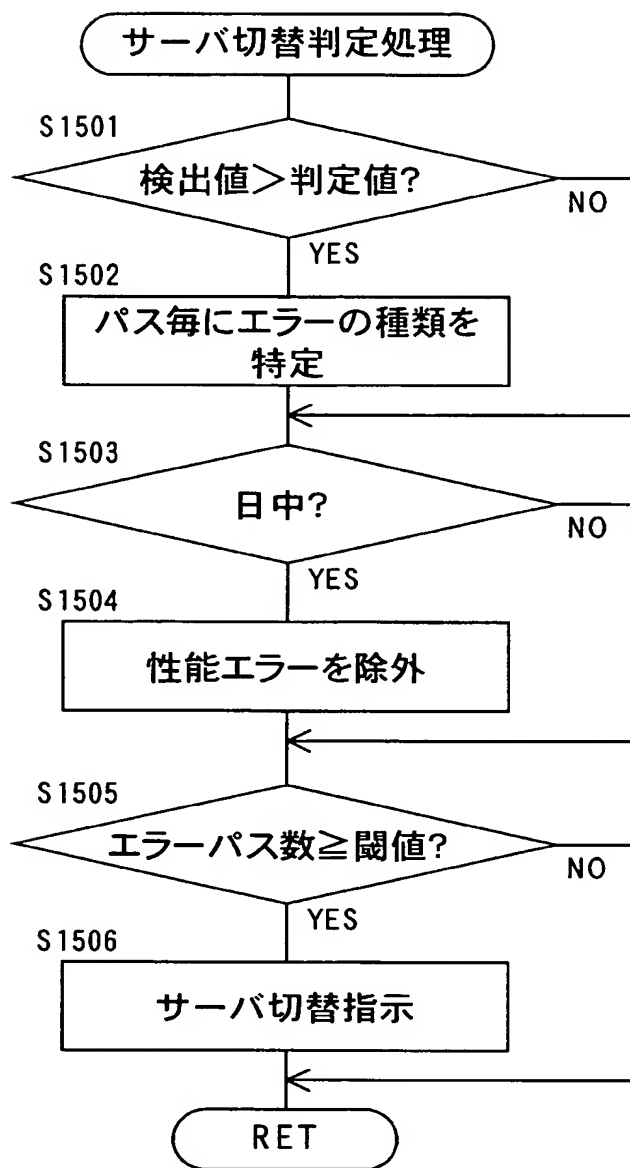 サーバ切替判定処理
S1501
検出値>判定値?
NO
YES
S1502
パス毎にエラーの種類を
特定
S1503
日中?
NO
YES
S1504
性能エラーを除外
S1505
エラーパス数≧閾値?
NO
YES
S1506
サーバ切替指示
RET